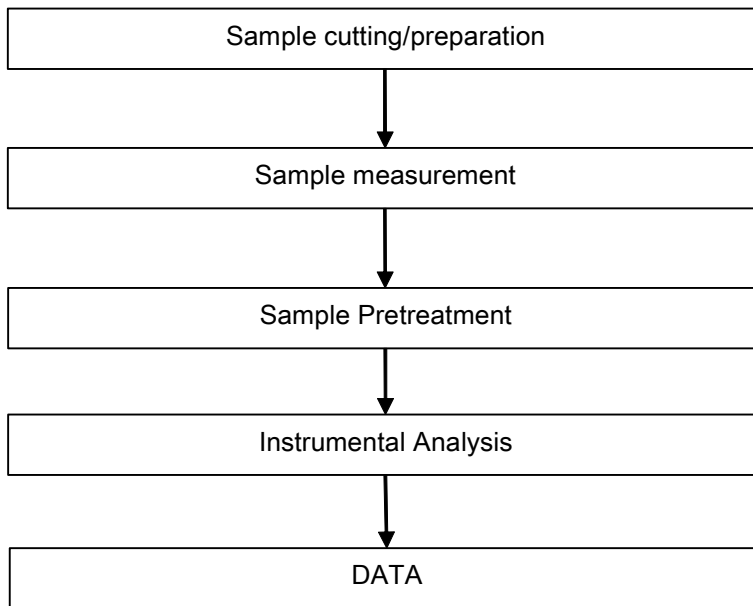 Sample cutting/preparation
Sample measurement
Sample Pretreatment
Instrumental Analysis
DATA